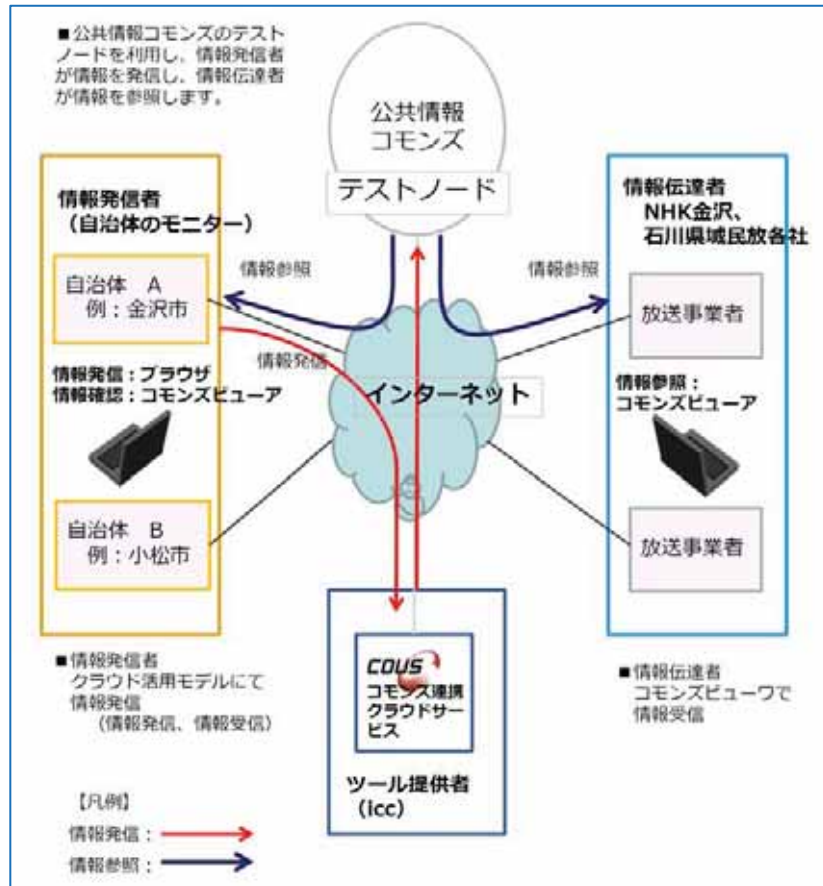 ■公共情報コモンズのテスト
ノードを利用し、情報発信者
が情報を発信し、情報伝達者
が情報を参照します。
公共情報
コモンズ
テストノード
情報発信者
（自治体のモニター）
自治体　A
例：金沢市
情報発信：ブラウザ
情報確認：コモンズビューア
自治体　B
例：小松市
情報参照
情報発信
インターネット
情報参照
情報伝達者
NHK金沢、
石川県域民放各社
放送事業者
情報参照：
コモンズビューア
放送事業者
■情報発信者
クラウド活用モデルにて
情報発信
（情報発信、情報受信）
COUS
コモンズ連携
クラウドサー
ビス
ツール提供者
（icc）
■情報伝達者
コモンズビューワで
情報受信
【凡例】
情報発信：
情報参照：